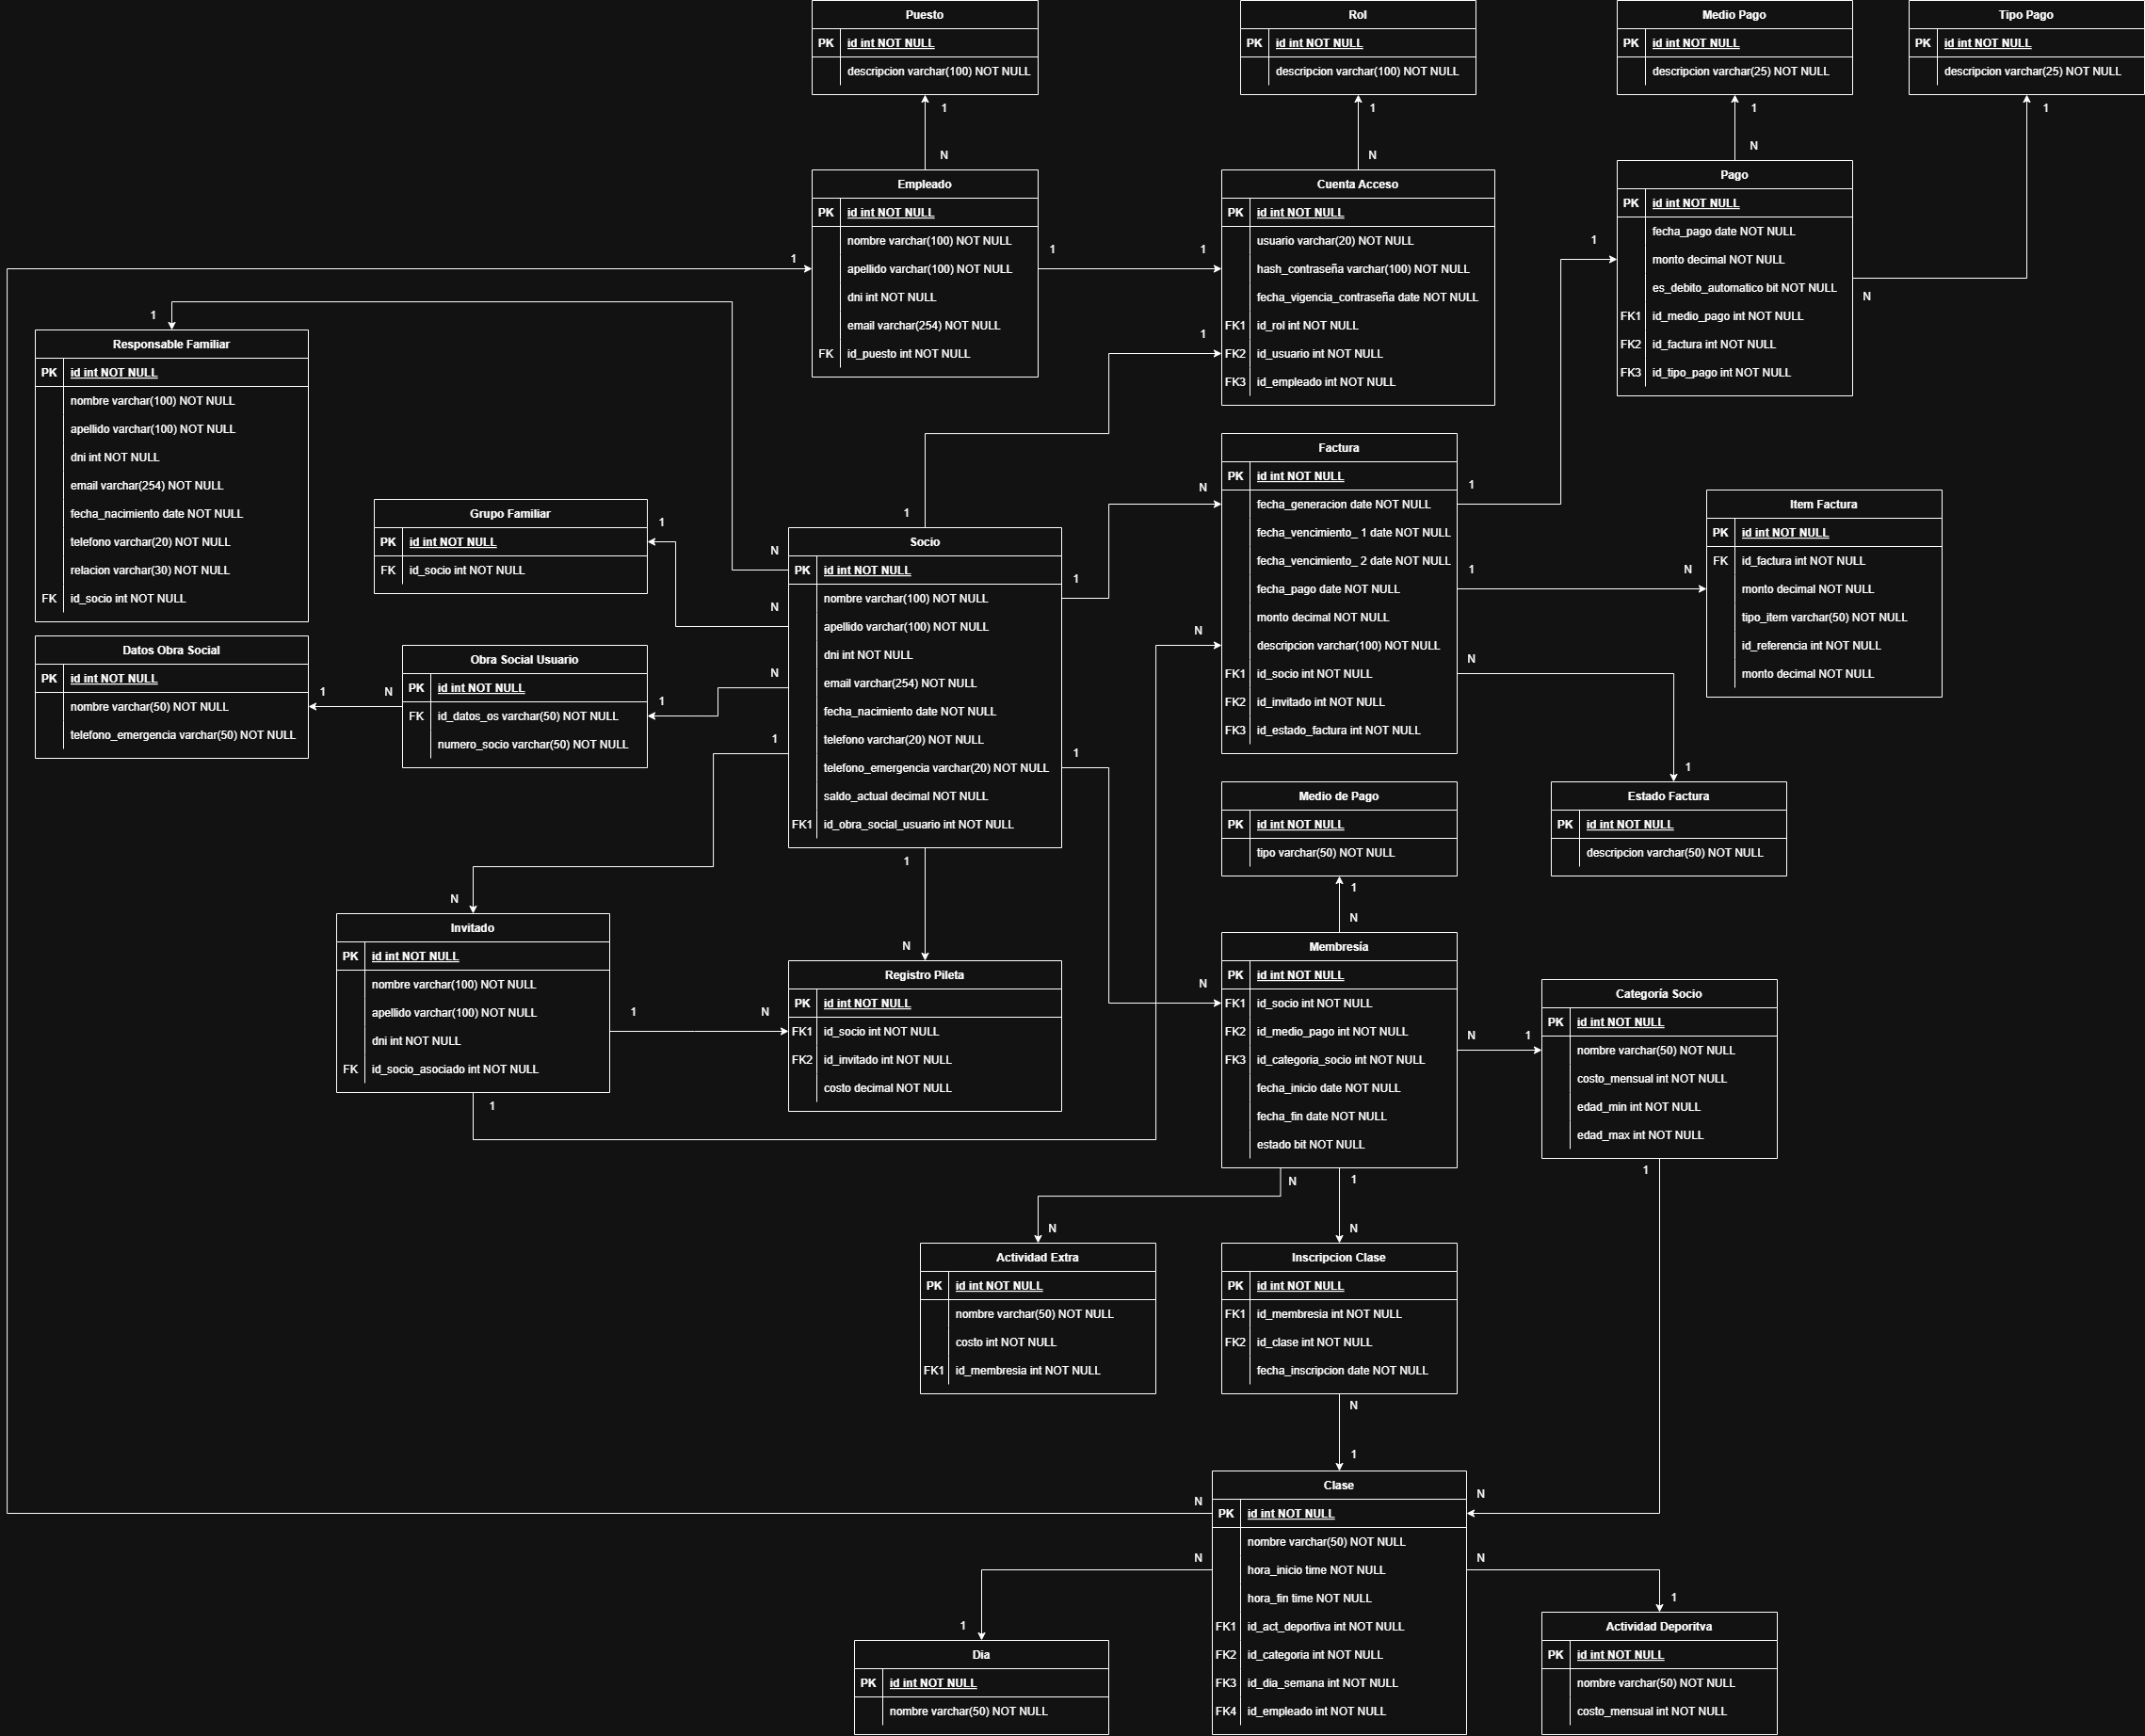 Puesto
PK id int NOT NULL
descripcion varchar(100) NOT NULL
Rol
PK id int NOT NULL
descripcion varchar(100) NOT NULL
Medio Pago
PK id int NOT NULL
descripcion varchar(25) NOT NULL
Tipo Pago
PK id int NOT NULL
descripcion varchar(25) NOT NULL
1
1
1
1
N
N
N
Empleado
PK id int NOT NULL
nombre varchar(100) NOT NULL
apellido varchar(100) NOT NULL
dni int NOT NULL
email varchar(254) NOT NULL
FK id_puesto int NOT NULL
1
1
1
Cuenta Acceso
PK id int NOT NULL
usuario varchar(20) NOT NULL
hash_contraseña varchar(100) NOT NULL
fecha_vigencia_contraseña date NOT NULL
FK1 id_rol int NOT NULL
FK2 id_usuario int NOT NULL
FK3 id_empleado int NOT NULL
1
1
Pago
PK id int NOT NULL
fecha_pago date NOT NULL
monto decimal NOT NULL
es_debito_automatico bit NOT NULL
FK1 id_medio_pago int NOT NULL
FK2 id_factura int NOT NULL
FK3 id_tipo_pago int NOT NULL
N
1
Responsable Familiar
PK id int NOT NULL
nombre varchar(100) NOT NULL
apellido varchar(100) NOT NULL
dni int NOT NULL
email varchar(254) NOT NULL
fecha_nacimiento date NOT NULL
telefono varchar(20) NOT NULL
relacion varchar(30) NOT NULL
FK id_socio int NOT NULL
Grupo Familiar
PK id int NOT NULL
FK id_socio int NOT NULL
1
N
N
1
Socio
PK id int NOT NULL
nombre varchar(100) NOT NULL
apellido varchar(100) NOT NULL
dni int NOT NULL
email varchar(254) NOT NULL
fecha_nacimiento date NOT NULL
telefono varchar(20) NOT NULL
telefono_emergencia varchar(20) NOT NULL
saldo_actual decimal NOT NULL
FK1 id_obra_social_usuario int NOT NULL
1
N
N
Factura
PK id int NOT NULL
fecha_generacion date NOT NULL
fecha_vencimiento_ 1 date NOT NULL
fecha_vencimiento_ 2 date NOT NULL
fecha_pago date NOT NULL
monto decimal NOT NULL
descripcion varchar(100) NOT NULL
FK1 id_socio int NOT NULL
FK2 id_invitado int NOT NULL
FK3 id_estado_factura int NOT NULL
1
1
N
N
Item Factura
PK id int NOT NULL
FK id_factura int NOT NULL
monto decimal NOT NULL
tipo_item varchar(50) NOT NULL
id_referencia int NOT NULL
monto decimal NOT NULL
Datos Obra Social
PK id int NOT NULL
nombre varchar(50) NOT NULL
telefono_emergencia varchar(50) NOT NULL
1
N
Obra Social Usuario
PK id int NOT NULL
FK id_datos_os varchar(50) NOT NULL
numero_socio varchar(50) NOT NULL
N
1
1
1
1
Medio de Pago
PK id int NOT NULL
tipo varchar(50) NOT NULL
1
Estado Factura
PK id int NOT NULL
descripcion varchar(50) NOT NULL
1
N
1
N
N
Invitado
PK id int NOT NULL
nombre varchar(100) NOT NULL
apellido varchar(100) NOT NULL
dni int NOT NULL
FK id_socio_asociado int NOT NULL
1
N
1
N
Registro Pileta
PK id int NOT NULL
FK1 id_socio int NOT NULL
FK2 id_invitado int NOT NULL
costo decimal NOT NULL
N
Membresía
PK id int NOT NULL
FK1 id_socio int NOT NULL
FK2 id_medio_pago int NOT NULL
FK3 id_categoria_socio int NOT NULL
fecha_inicio date NOT NULL
fecha_fin date NOT NULL
estado bit NOT NULL
N
1
Categoría Socio
PK id int NOT NULL
nombre varchar(50) NOT NULL
costo_mensual int NOT NULL
edad_min int NOT NULL
edad_max int NOT NULL
1
N
1
N
N
Actividad Extra
PK id int NOT NULL
nombre varchar(50) NOT NULL
costo int NOT NULL
FK1 id_membresia int NOT NULL
Inscripcion Clase
PK id int NOT NULL
FK1 id_membresia int NOT NULL
FK2 id_clase int NOT NULL
fecha_inscripcion date NOT NULL
N
1
Clase
PK id int NOT NULL
nombre varchar(50) NOT NULL
hora_inicio time NOT NULL
hora_fin time NOT NULL
FK1 id_act_deportiva int NOT NULL
FK2 id_categoria int NOT NULL
FK3 id_dia_semana int NOT NULL
FK4 id_empleado int NOT NULL
N
N
N
N
1
1
Dia
PK id int NOT NULL
nombre varchar(50) NOT NULL
Actividad Deporitva
PK id int NOT NULL
nombre varchar(50) NOT NULL
costo_mensual int NOT NULL